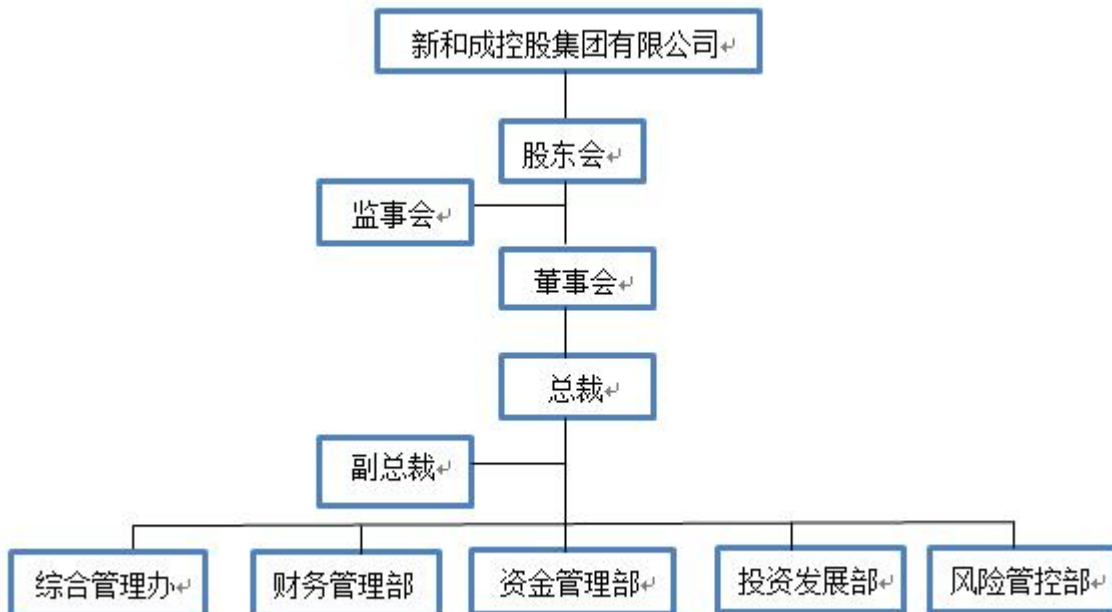 新和成控股集团有限公司
股东会
监事会
董事会
总裁
副总裁
综合管理办
财务管理部
资金管理部
投资发展部
风险管控部